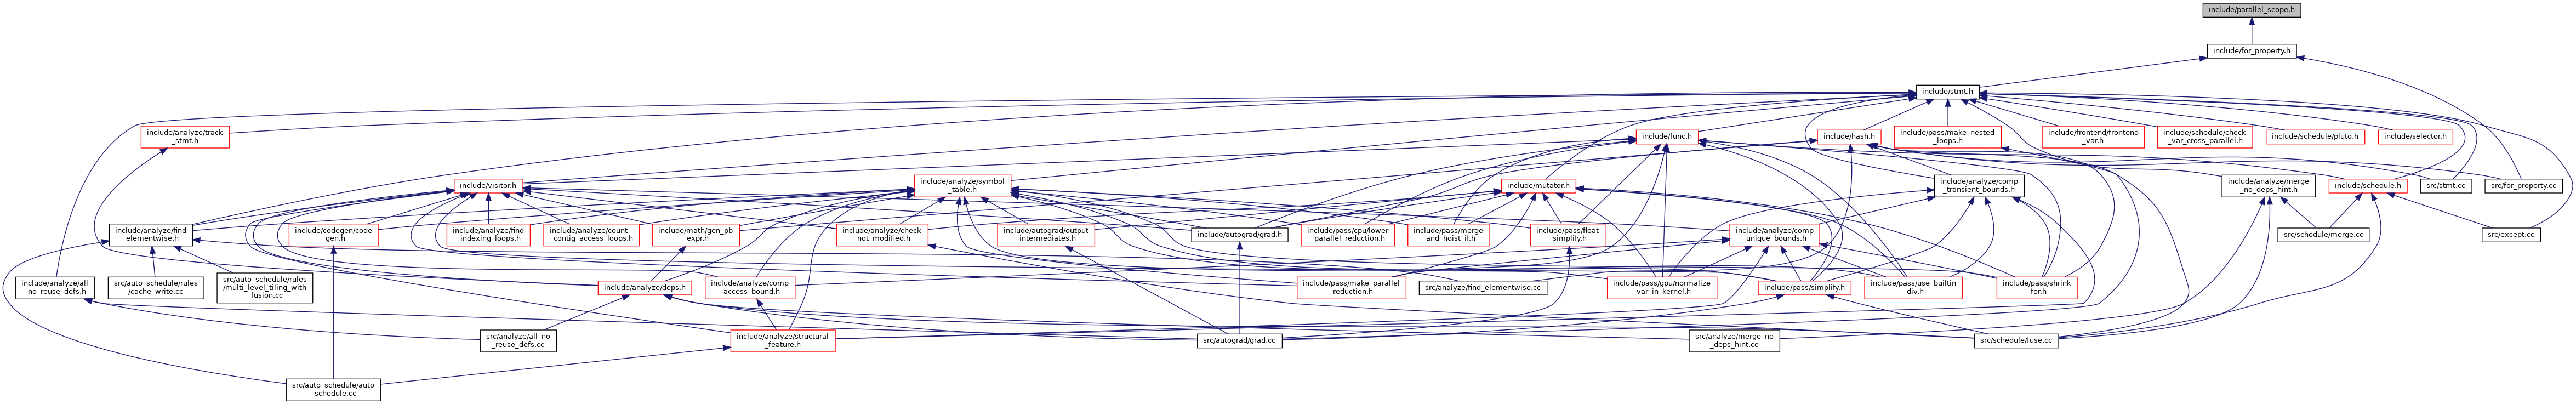 include/parallel_scope.h
include/for_property.h
include/stmt.h
include/analyze/track
_stmt.h
include/func.h
include/hash.h
include/pass/make_nested
_loops.h
include/frontend/frontend
_var.h
include/schedule/check
_var_cross_parallel.h
include/schedule/pluto.h
include/selector.h
include/visitor.h
include/analyze/symbol
_table.h
include/mutator.h
include/analyze/comp
_transient_bounds.h
include/analyze/merge
_no_deps_hint.h
include/schedule.h
src/stmt.cc
src/for_property.cc
include/analyze/find
_elementwise.h
include/codegen/code
_gen.h
include/analyze/find
_indexing_loops.h
include/analyze/count
_contig_access_loops.h
include/math/gen_pb
_expr.h
include/analyze/check
_not_modified.h
include/autograd/output
_intermediates.h
include/autograd/grad.h
include/pass/cpu/lower
_parallel_reduction.h
include/pass/merge
_and_hoist_if.h
include/pass/float
_simplify.h
include/analyze/comp
_unique_bounds.h
src/schedule/merge.cc
src/except.cc
include/analyze/all
_no_reuse_defs.h
src/auto_schedule/rules
/cache_write.cc
src/auto_schedule/rules
/multi_level_tiling_with
_fusion.cc
include/analyze/deps.h
include/analyze/comp
_access_bound.h
include/pass/make_parallel
_reduction.h
src/analyze/find_elementwise.cc
include/pass/gpu/normalize
_var_in_kernel.h
include/pass/simplify.h
include/pass/use_builtin
_div.h
include/pass/shrink
_for.h
src/analyze/all_no
_reuse_defs.cc
include/analyze/structural
_feature.h
src/autograd/grad.cc
src/analyze/merge_no
_deps_hint.cc
src/schedule/fuse.cc
src/auto_schedule/auto
_schedule.cc